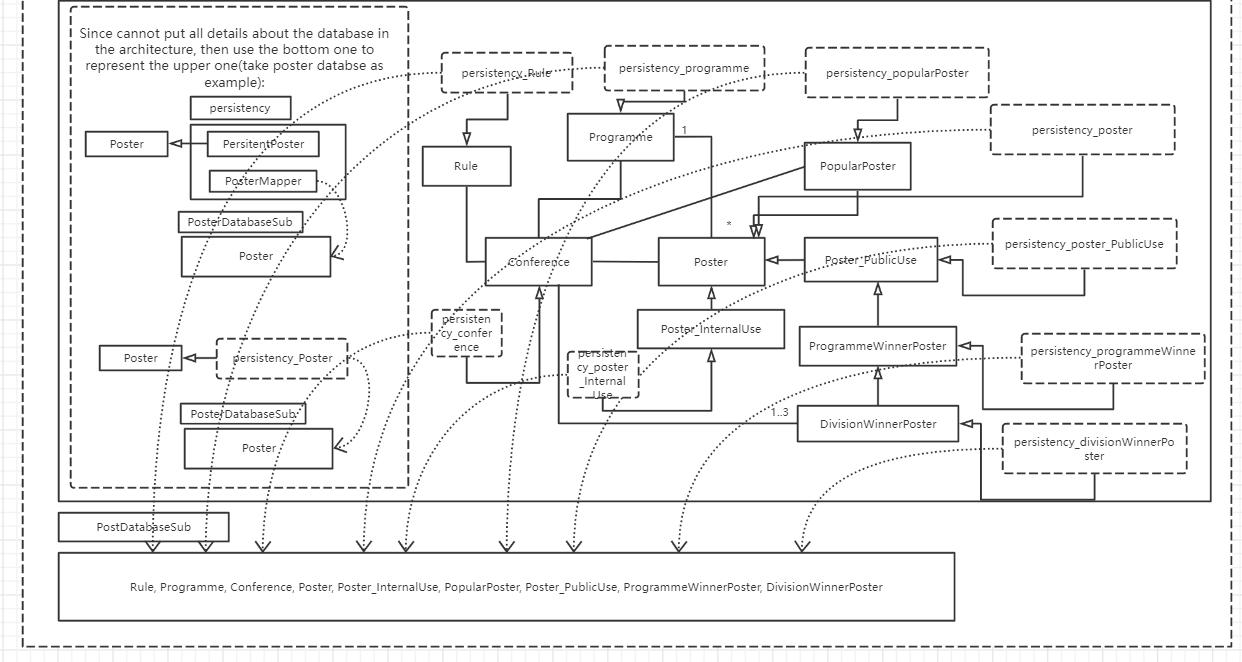 Since cannot put all details about the database in
the architecture, then use the bottom one to
represent the upper one(take poster databse as
example):
persistency
Poster
PersitentPoster
PosterMapper
PosterDatabaseSub
Poster
Poster
persistency_Poster
PosterDatabaseSub
Poster
persistency_Rule
persistency_programme
persistency_popularPoster
persistency_poster
Programme
1
Rule
PopularPoster
*
Conference
Poster
Poster_PublicUse
persistency_poster_PublicUse
persisten
cy_confer
ence
Poster_InternalUse
ProgrammeWinnerPoster
persistency_programmeWinne
rPoster
persisten
cy_poster
_Internal
Use
1..3
DivisionWinnerPoster
persistency_divisionWinnerPo
ster
PostDatabaseSub
Rule, Programme, Conference, Poster, Poster_InternalUse, PopularPoster, Poster_PublicUse, ProgrammeWinnerPoster, DivisionWinnerPoster